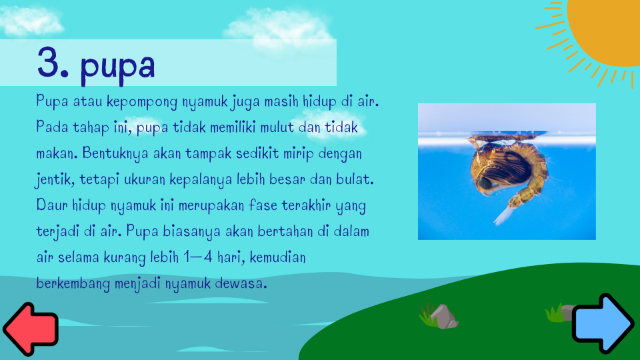 3. pupa
Pupa atau kepompong nyamuk juga masih hidup di air.
Pada tahap ini, pupa tidak memiliki mulut dan tidak
makan. Bentuknya akan tampak sedikit mirip dengan
jentik, tetapi ukuran kepalanya lebih besar dan bulat.
Daur hidup nyamuk ini merupakan fase terakhir yang
terjadi di air. Pupa biasanya akan bertahan di dalam
air selama kurang lebih 1–4 hari, kemudian
berkembang menjadi nyamuk dewasa.